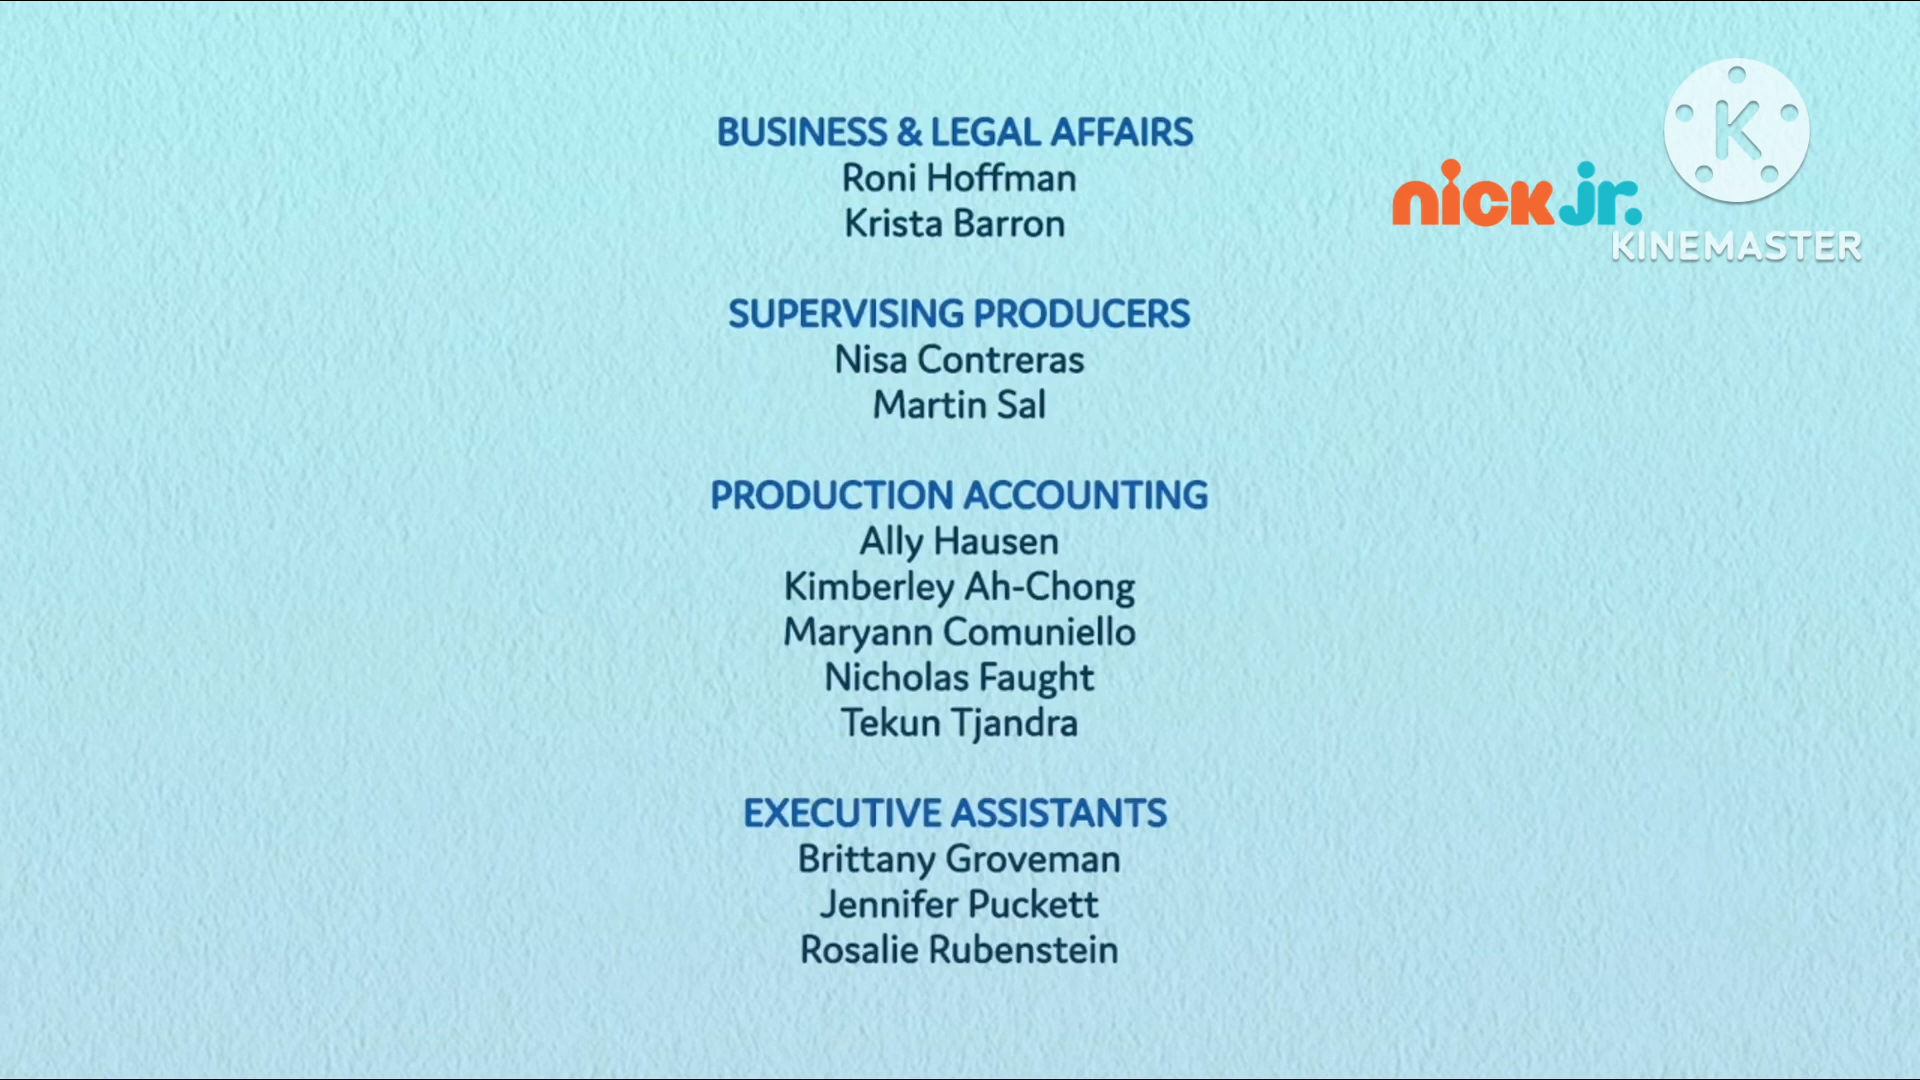 BUSINESS & LEGAL AFFAIRS
Roni Hoffman
Krista Barron
nick jr.
K
KINEMASTER
SUPERVISING PRODUCERS
Nisa Contreras
Martin Sal
PRODUCTION ACCOUNTING
Ally Hausen
Kimberley Ah-Chong
Maryann Comuniello
Nicholas Faught
Tekun Tjandra
EXECUTIVE ASSISTANTS
Brittany Groveman
Jennifer Puckett
Rosalie Rubenstein